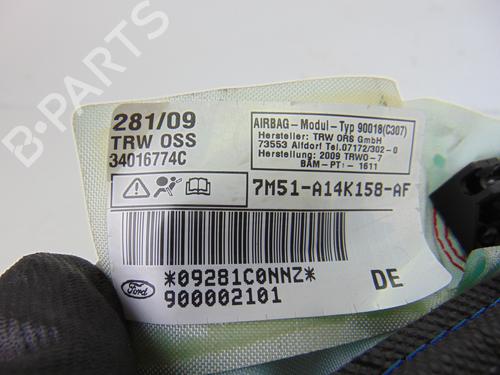 281/09
TRW OSS
34016774C
AIRBAG-Modul-Typ 90018(C307)
Hersteller: TRW ORS GmbH
73553 Alfdorf Tel.07172/302-0
Herstellung: 2009 TRWO-7
BAM-PT1-1611
7M51-A14K158-AF
*09281C0NNZ*
900002101
DE
Ford
B-PARTS